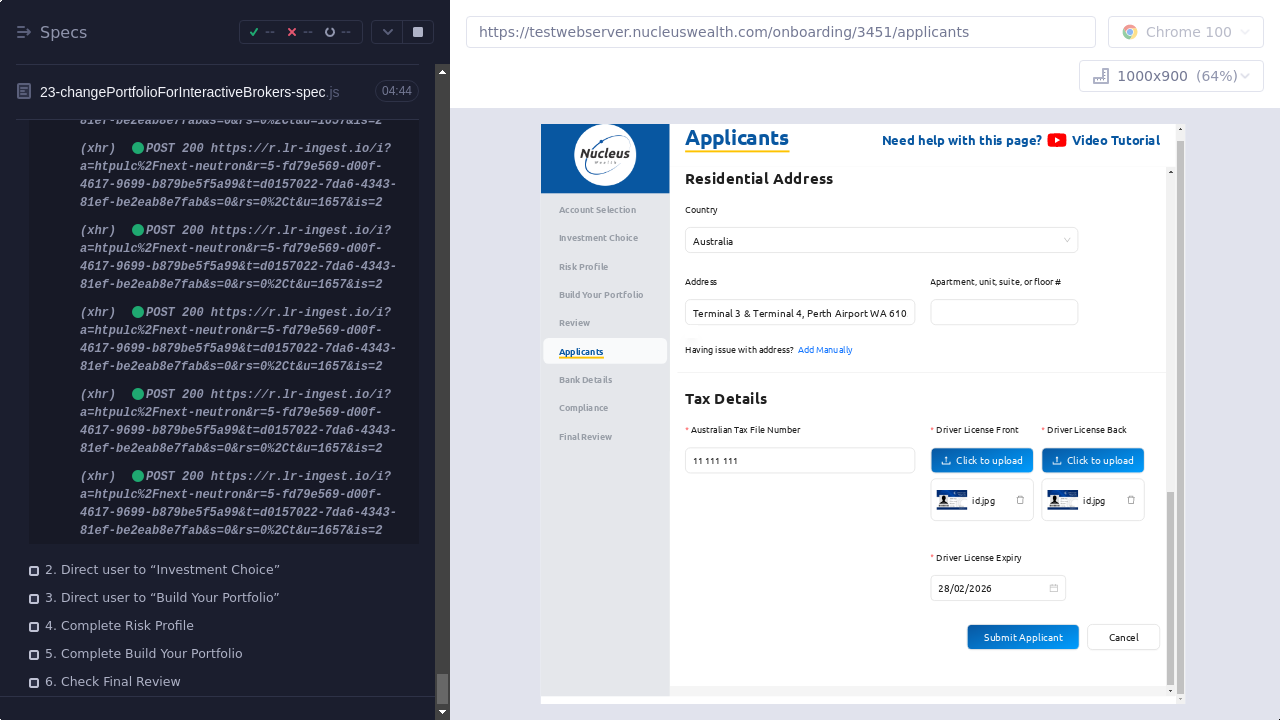 Specs
--
--
--
23-changePortfolioForInteractiveBrokers-spec.js
04:44
81ef-be2eab8e7fab&s=0&rs=0%2Ct&u=1657&is=2
(xhr) POST 200 https://r.lr-ingest.io/i?
a=htpulc%2Fnext-neutron&r=5-fd79e569-d00f-
4617-9699-b879be5f5a99&t=d0157022-7da6-4343-
81ef-be2eab8e7fab&s=0&rs=0%2Ct&u=1657&is=2
(xhr) POST 200 https://r.lr-ingest.io/i?
a=htpulc%2Fnext-neutron&r=5-fd79e569-d00f-
4617-9699-b879be5f5a99&t=d0157022-7da6-4343-
81ef-be2eab8e7fab&s=0&rs=0%2Ct&u=1657&is=2
(xhr) POST 200 https://r.lr-ingest.io/i?
a=htpulc%2Fnext-neutron&r=5-fd79e569-d00f-
4617-9699-b879be5f5a99&t=d0157022-7da6-4343-
81ef-be2eab8e7fab&s=0&rs=0%2Ct&u=1657&is=2
(xhr) POST 200 https://r.lr-ingest.io/i?
a=htpulc%2Fnext-neutron&r=5-fd79e569-d00f-
4617-9699-b879be5f5a99&t=d0157022-7da6-4343-
81ef-be2eab8e7fab&s=0&rs=0%2Ct&u=1657&is=2
(xhr) POST 200 https://r.lr-ingest.io/i?
a=htpulc%2Fnext-neutron&r=5-fd79e569-d00f-
4617-9699-b879be5f5a99&t=d0157022-7da6-4343-
81ef-be2eab8e7fab&s=0&rs=0%2Ct&u=1657&is=2
2. Direct user to “Investment Choice”
3. Direct user to “Build Your Portfolio”
4. Complete Risk Profile
5. Complete Build Your Portfolio
6. Check Final Review
https://testwebserver.nucleuswealth.com/onboarding/3451/applicants
Chrome 100
1000x900 (64%)
Nucleus
Wealth
Account Selection
Investment Choice
Risk Profile
Build Your Portfolio
Review
Applicants
Bank Details
Compliance
Final Review
Applicants
Need help with this page? Video Tutorial
Residential Address
Country
Australia
Address
Apartment, unit, suite, or floor #
Terminal 3 & Terminal 4, Perth Airport WA 610
Having issue with address? Add Manually
Tax Details
* Australian Tax File Number
* Driver License Front
* Driver License Back
11 111 111
Click to upload
Click to upload
id.jpg
id.jpg
* Driver License Expiry
28/02/2026
Submit Applicant
Cancel